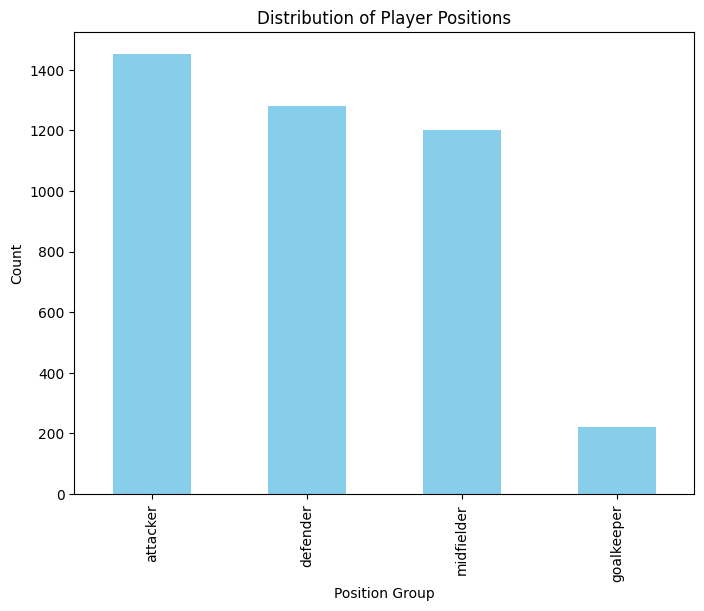 Distribution of Player Positions
1400
1200
1000
800
600
400
200
0
Count
attacker
defender
midfielder
goalkeeper
Position Group